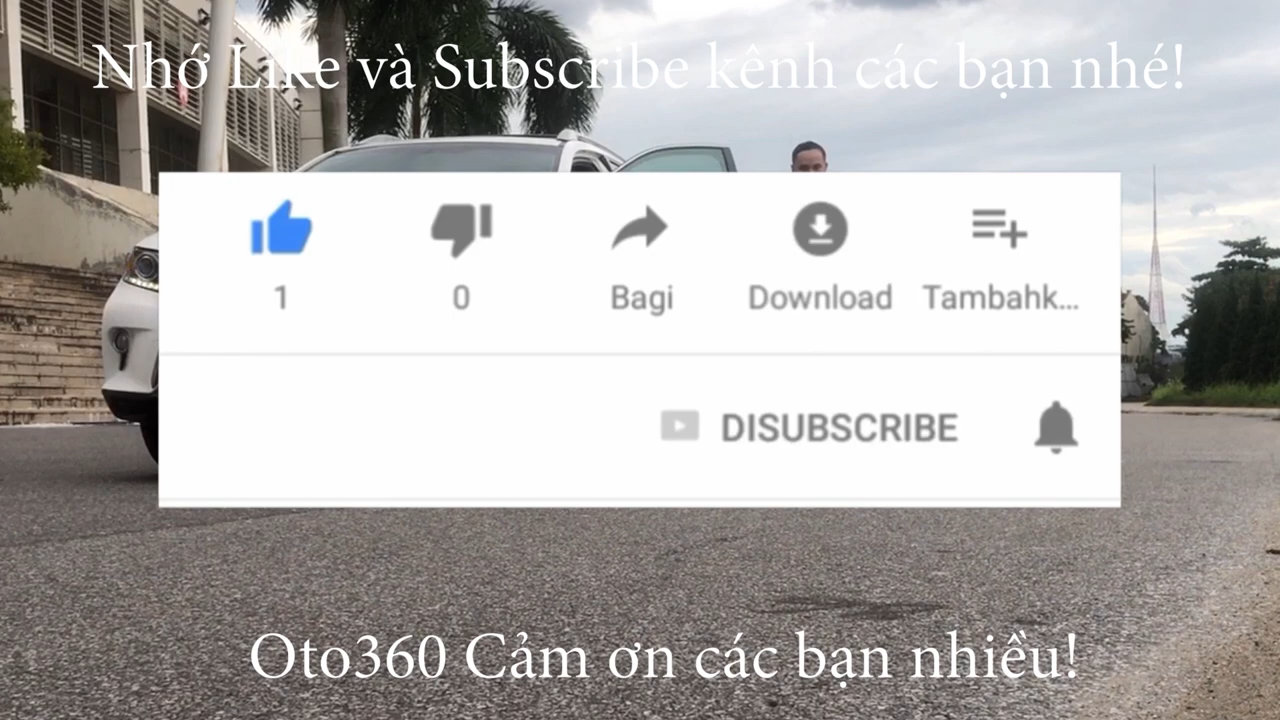 Nhớ Like và Subscribe kênh các bạn nhé!
1 0 Bagi Download Tambahk...
DISUBSCRIBE
Oto360 Cảm ơn các bạn nhiều!